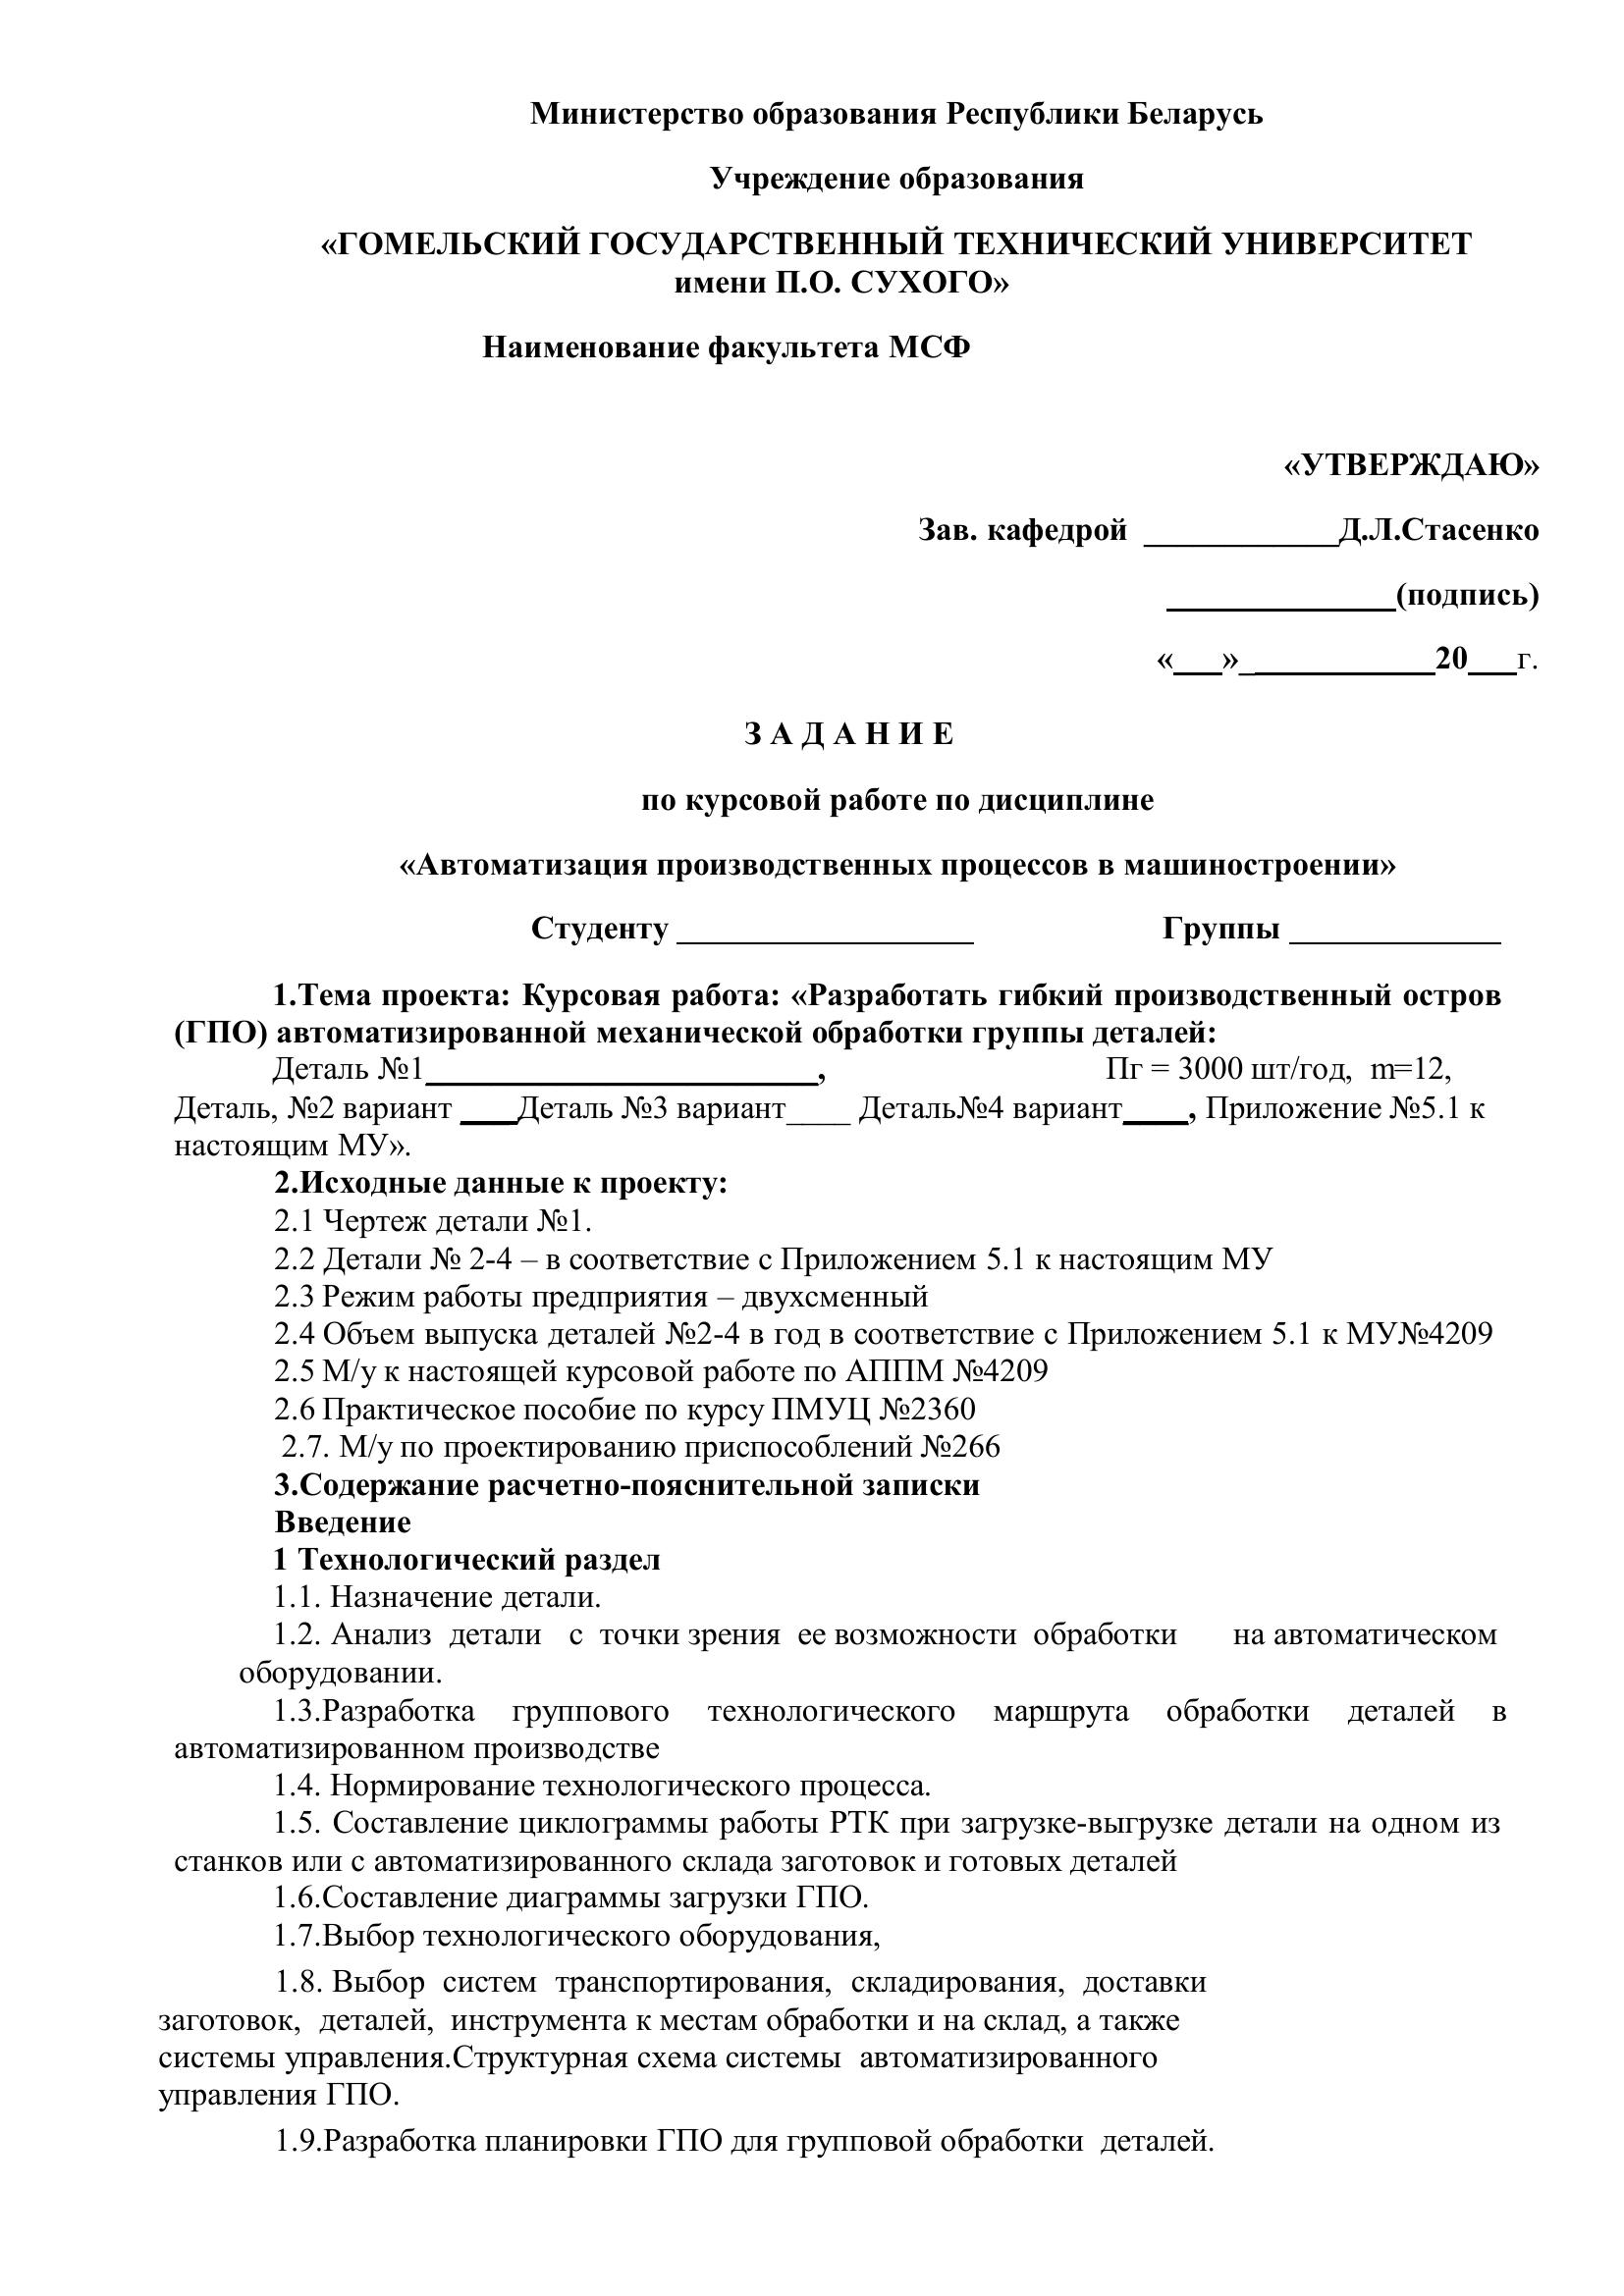 Министерство образования Республики Беларусь
Учреждение образования
«ГОМЕЛЬСКИЙ ГОСУДАРСТВЕННЫЙ ТЕХНИЧЕСКИЙ УНИВЕРСИТЕТ
имени П.О. СУХОГО»
Наименование факультета МСФ
«УТВЕРЖДАЮ»
Зав. кафедрой ____________Д.Л.Стасенко
______________(подпись)
«___»____________20___г.
З А Д А Н И Е
по курсовой работе по дисциплине
«Автоматизация производственных процессов в машиностроении»
Студенту __________________ Группы _____________
1.Тема проекта: Курсовая работа: «Разработать гибкий производственный остров
(ГПО) автоматизированной механической обработки группы деталей:
Деталь №1________________________, Пг = 3000 шт/год, m=12,
Деталь, №2 вариант ____Деталь №3 вариант____ Деталь№4 вариант____, Приложение №5.1 к
настоящим МУ».
2.Исходные данные к проекту:
2.1 Чертеж детали №1.
2.2 Детали № 2-4 – в соответствие с Приложением 5.1 к настоящим МУ
2.3 Режим работы предприятия – двухсменный
2.4 Объем выпуска деталей №2-4 в год в соответствие с Приложением 5.1 к МУ№4209
2.5 М/у к настоящей курсовой работе по АППМ №4209
2.6 Практическое пособие по курсу ПМУЦ №2360
2.7. М/у по проектированию приспособлений №266
3.Содержание расчетно-пояснительной записки
Введение
1 Технологический раздел
1.1. Назначение детали.
1.2. Анализ детали с точки зрения ее возможности обработки на автоматическом
оборудовании.
1.3.Разработка группового технологического маршрута обработки деталей в
автоматизированном производстве
1.4. Нормирование технологического процесса.
1.5. Составление циклограммы работы РТК при загрузке-выгрузке детали на одном из
станков или с автоматизированного склада заготовок и готовых деталей
1.6.Составление диаграммы загрузки ГПО.
1.7.Выбор технологического оборудования,
1.8. Выбор систем транспортирования, складирования, доставки
заготовок, деталей, инструмента к местам обработки и на склад, а также
системы управления.Структурная схема системы автоматизированного
управления ГПО.
1.9.Разработка планировки ГПО для групповой обработки деталей.